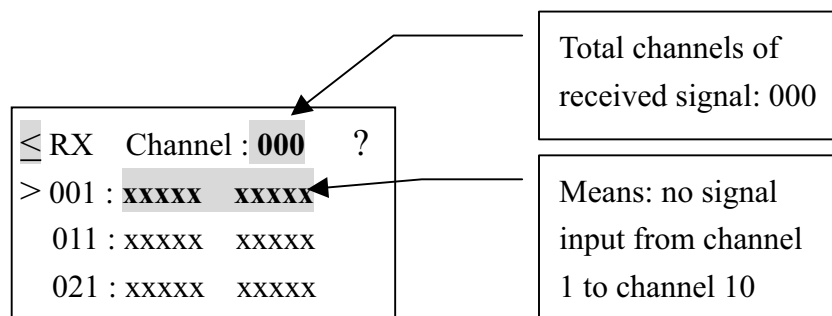 Total channels of
received signal: 000
< RX Channel : 000 ?
> 001 : xxxxx xxxxx
011 : xxxxx xxxxx
021 : xxxxx xxxxx
Means: no signal
input from channel
1 to channel 10